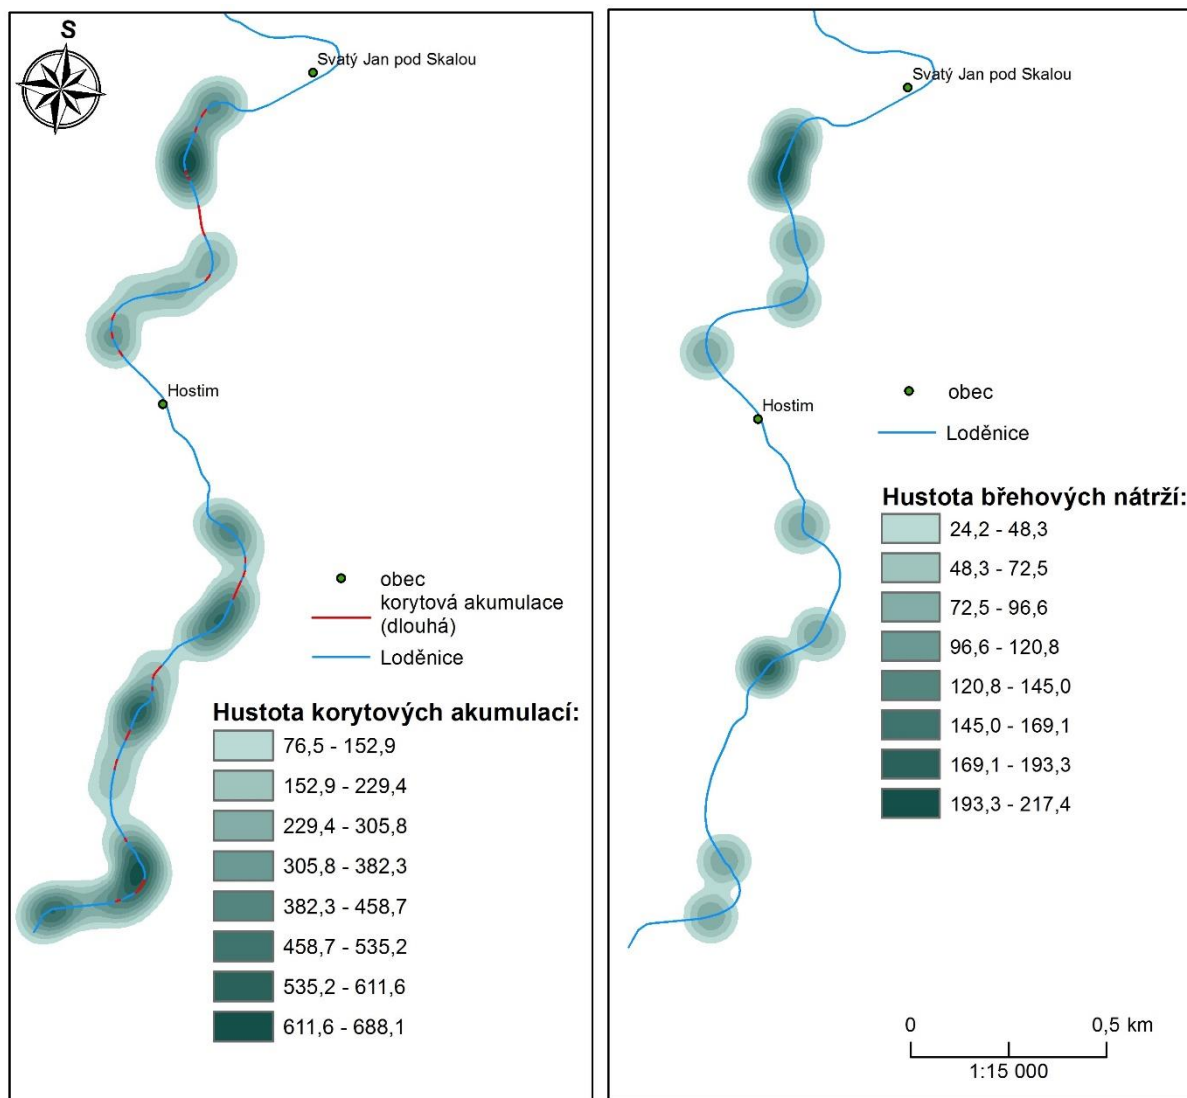 S
Svatý Jan pod Skalou
Hostim
obec
korytová akumulace
(dlouhá)
Loděnice
Hustota korytových akumulací:
76,5 - 152,9
152,9 - 229,4
229,4 - 305,8
305,8 - 382,3
382,3 - 458,7
458,7 - 535,2
535,2 - 611,6
611,6 - 688,1
Svatý Jan pod Skalou
Hostim
obec
Loděnice
Hustota břehových nátrží:
24,2 - 48,3
48,3 - 72,5
72,5 - 96,6
96,6 - 120,8
120,8 - 145,0
145,0 - 169,1
169,1 - 193,3
193,3 - 217,4
0 0,5 km
1:15 000